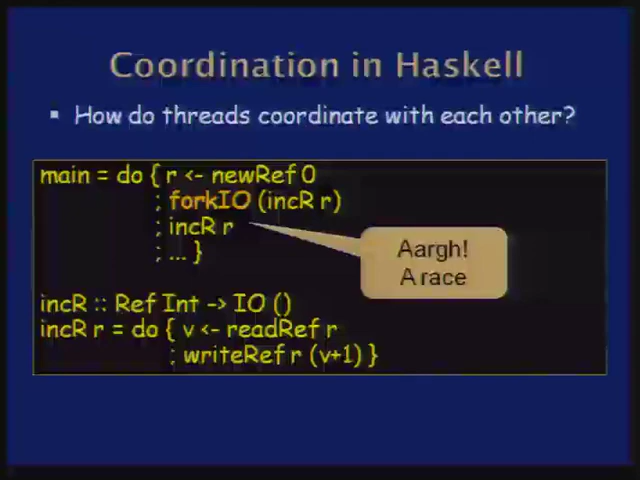 Coordination in Haskell
▪ How do threads coordinate with each other?
main = do { r <- newRef 0
; forkIO (incR r)
; incR r
; ... }
Aargh!
A race
incR :: Ref Int -> IO ()
incR r = do { v <- readRef r
; writeRef r (v+1) }